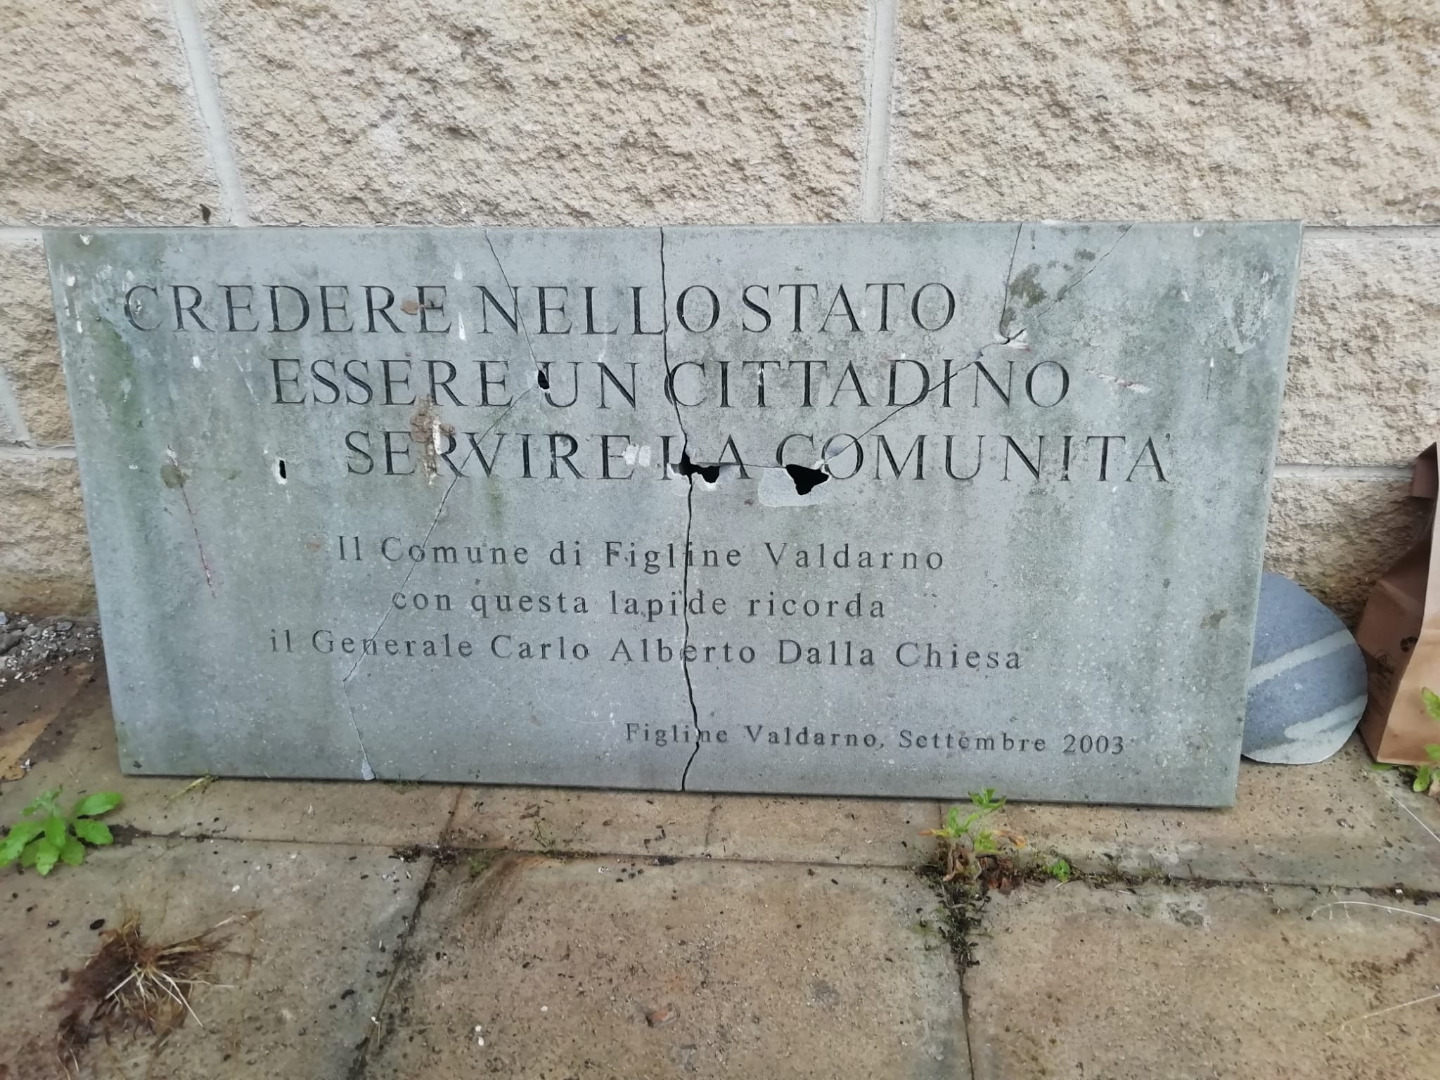 CREDERE NELLO STATO
ESSERE UN CITTADINO
SERVIRE LA COMUNITA'
Il Comune di Figline Valdarno
con questa lapide ricorda
il Generale Carlo Alberto Dalla Chiesa
Figline Valdarno, Settembre 2003